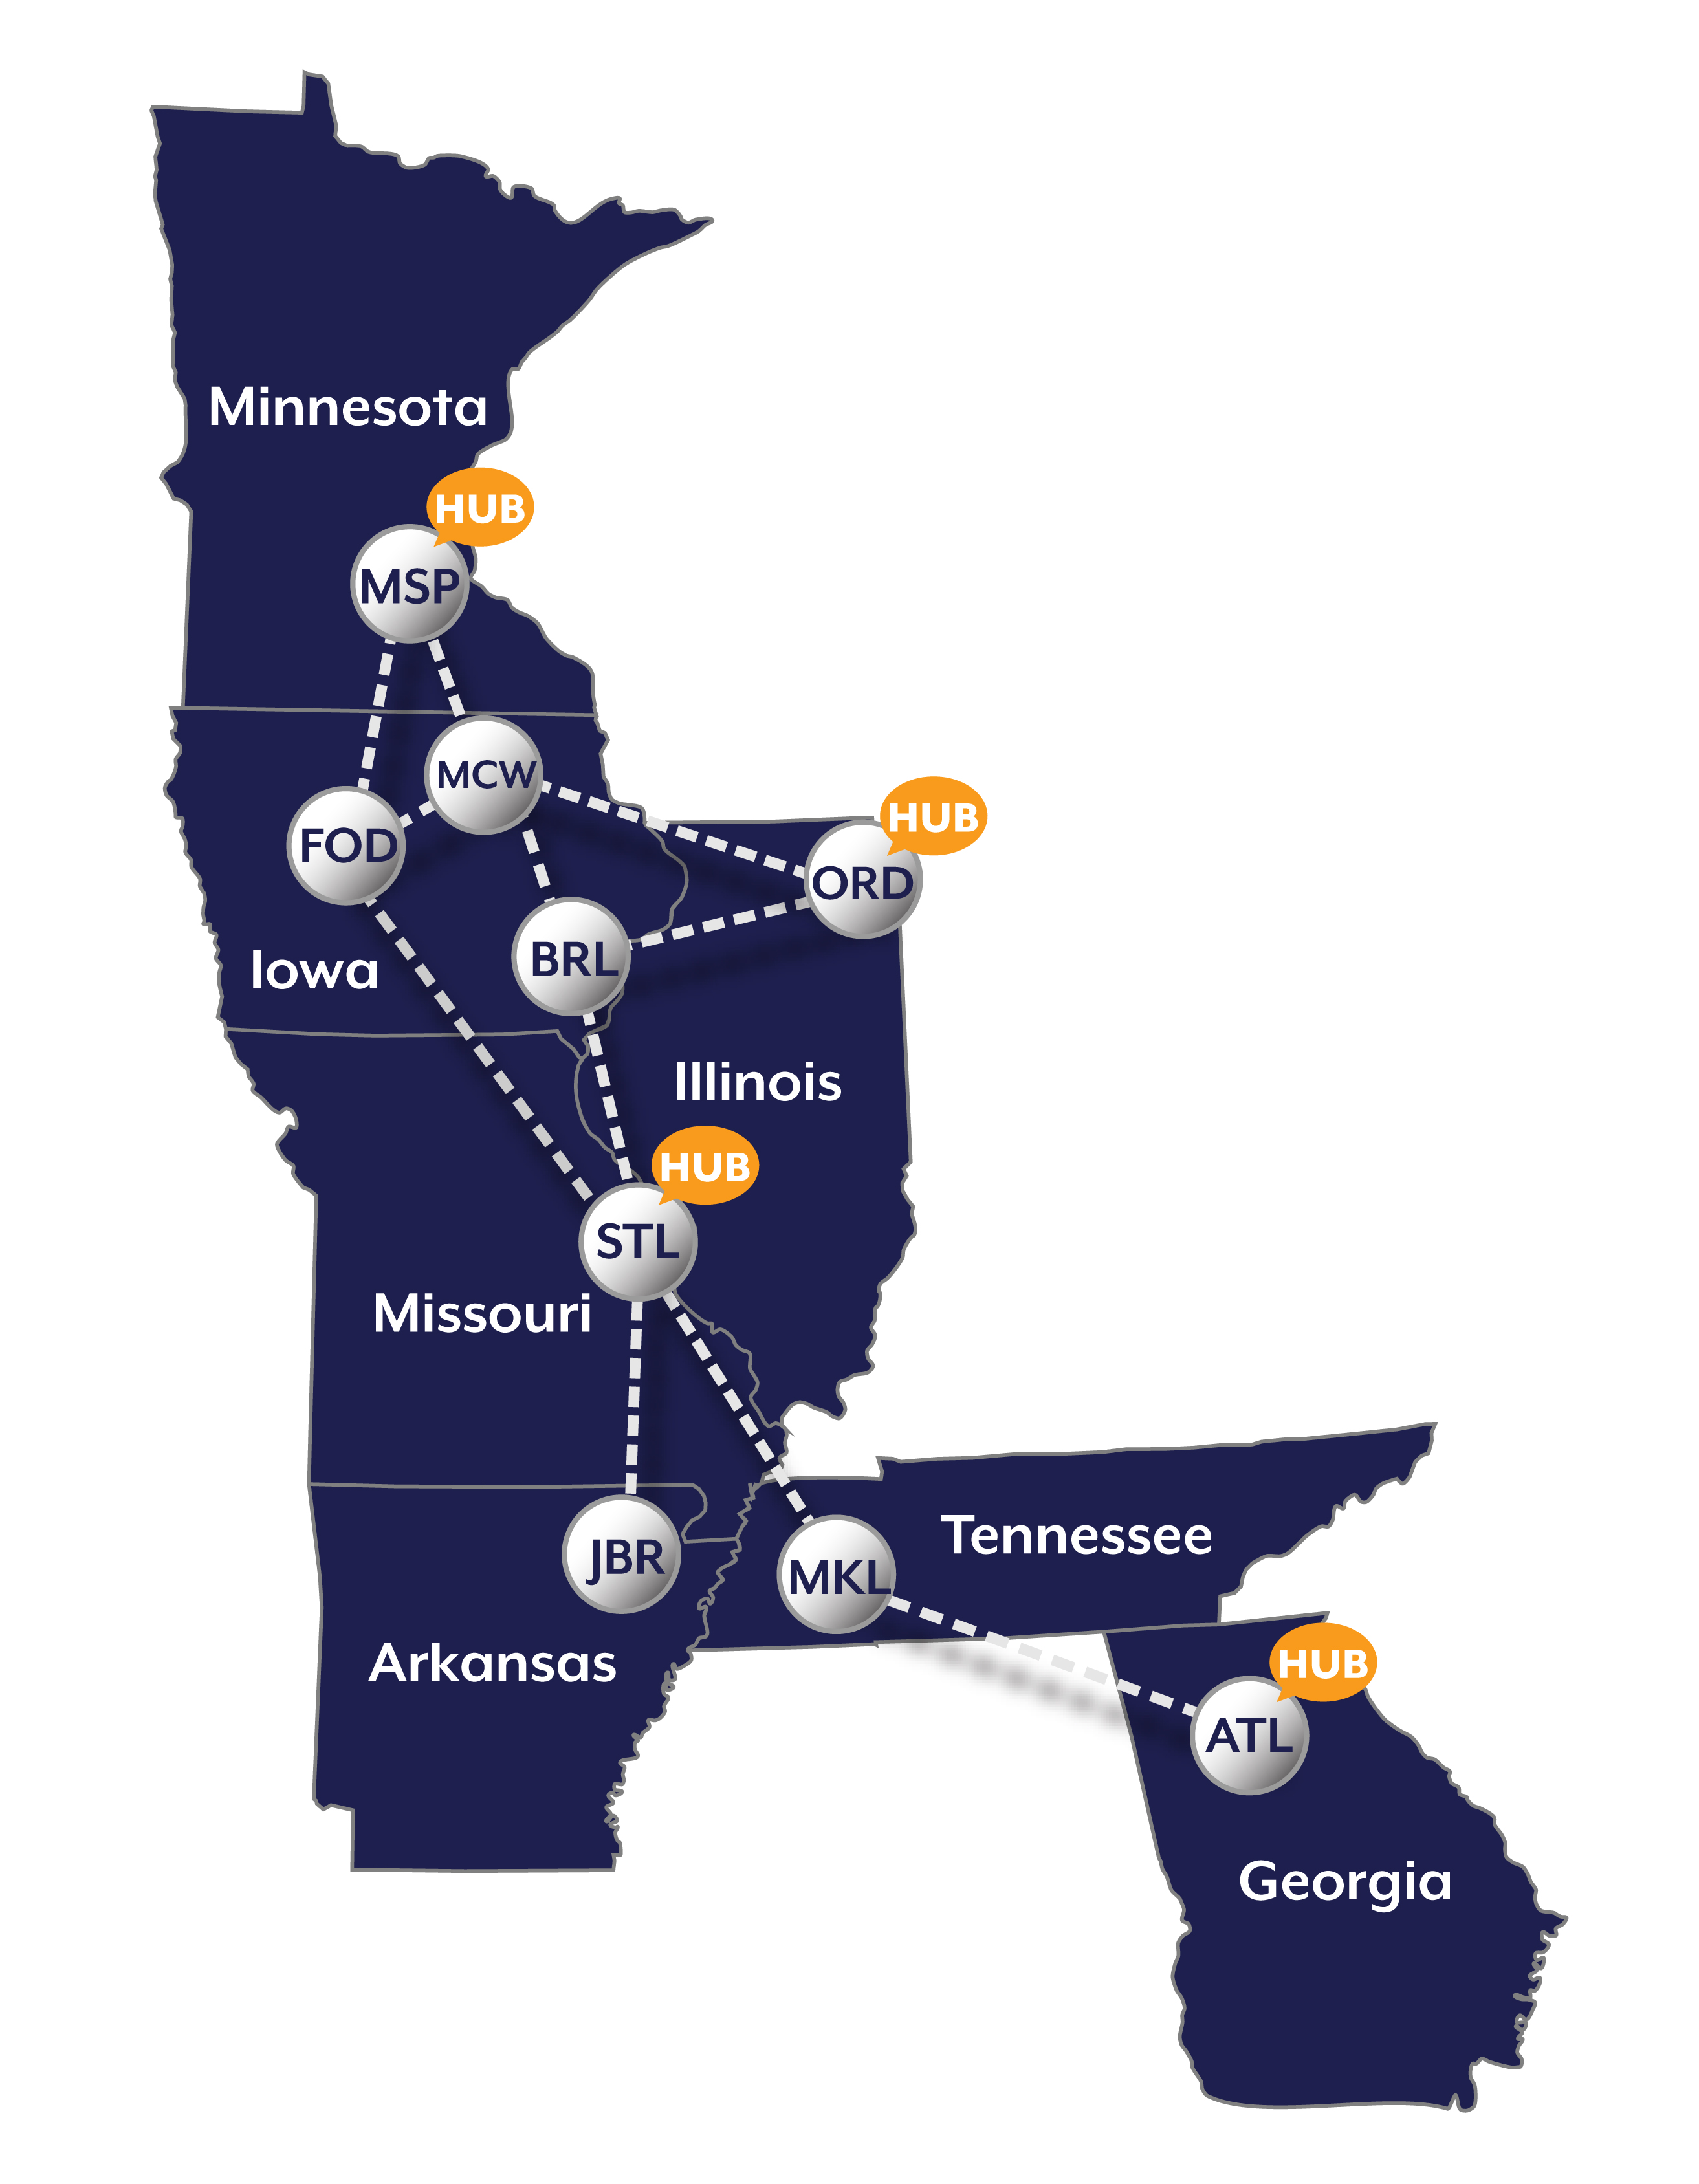 Minnesota
HUB
MSP
MCW
HUB
FOD
ORD
BRL
Iowa
Illinois
HUB
STL
Missouri
Tennessee
JBR
MKL
Arkansas
HUB
ATL
Georgia